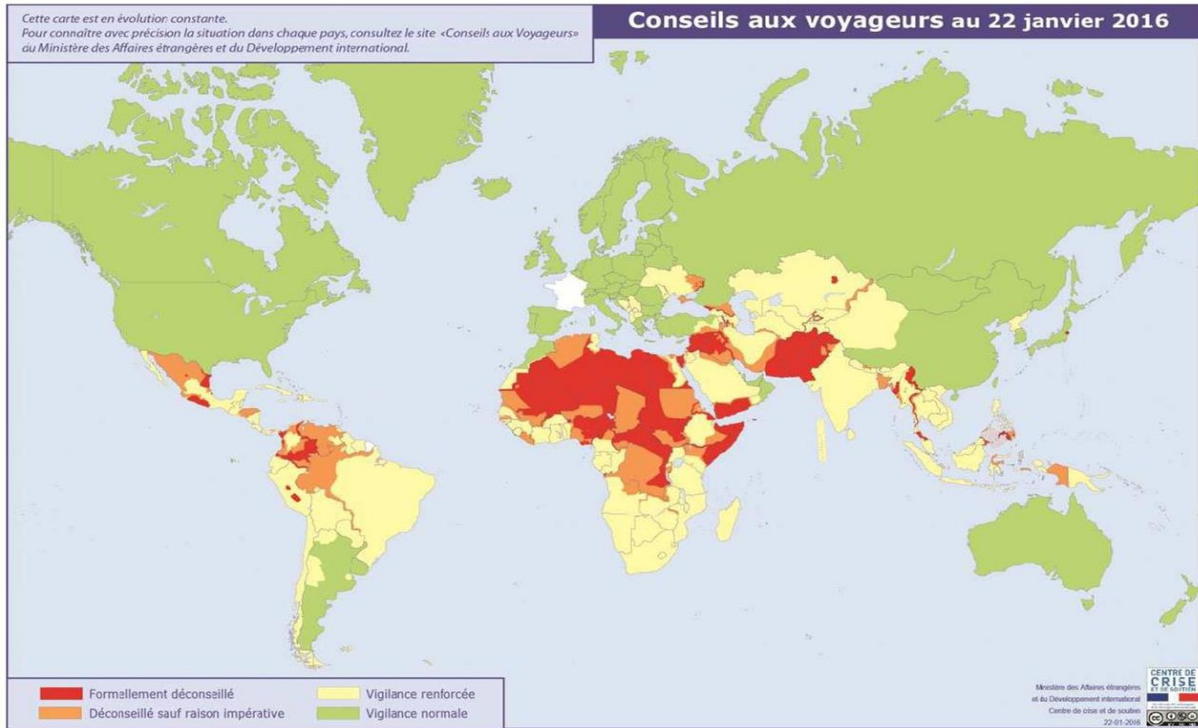 Cette carte est en évolution constante.
Pour connaître avec précision la situation dans chaque pays, consultez le site «Conseils aux Voyageurs»
du Ministère des Affaires étrangères et du Développement international.
Conseils aux voyageurs au 22 janvier 2016
Formellement déconseillé
Déconseillé sauf raison impérative
Vigilance renforcée
Vigilance normale
Ministère des Affaires étrangères
et du Développement international
Centre de crise et de soutien
22-01-2016
CENTRE DE
CRISE
ET DE SOUTIEN